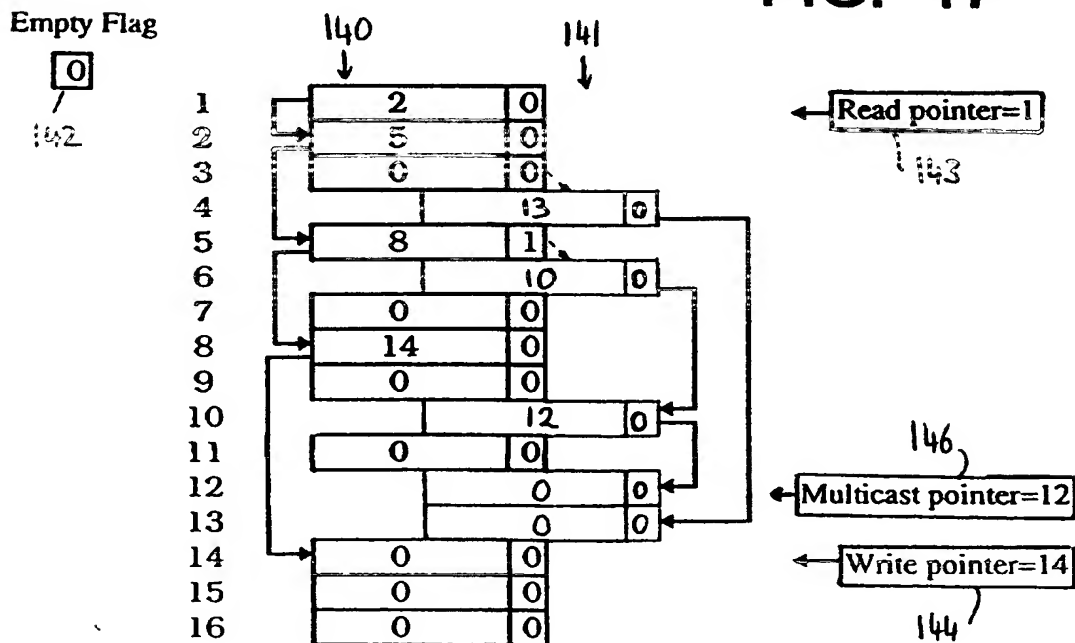 Empty Flag
0
142
140
141
1 2 0
2 5 0
3 0 0
4 13 0
5 8 1
6 10 0
7 0 0
8 14 0
9 0 0
10 12 0
11 0 0
12 0 0
13 0 0
14 0 0
15 0 0
16 0 0
Read pointer=1
143
146
Multicast pointer=12
Write pointer=14
144